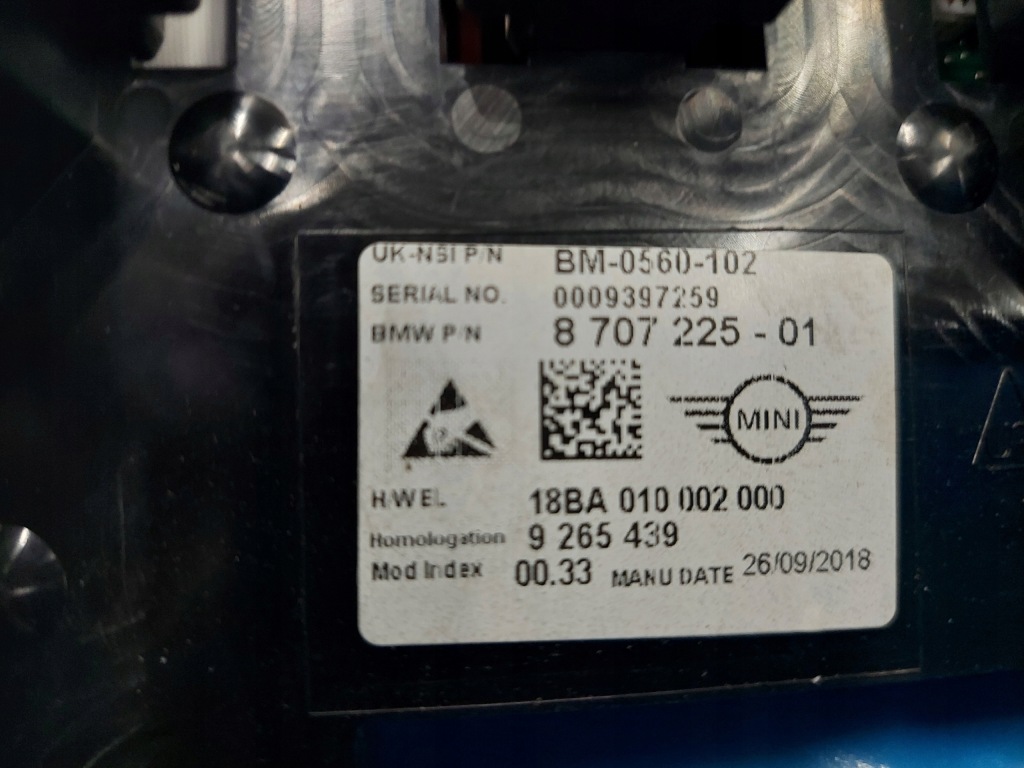 UK-NSI P/N BM-0560-102
SERIAL NO. 0009397259
BMW P/N 8 707 225 - 01
MINI
H/W EL 18BA 010 002 000
Homologation 9 265 439
Mod Index 00.33 MANU DATE 26/09/2018